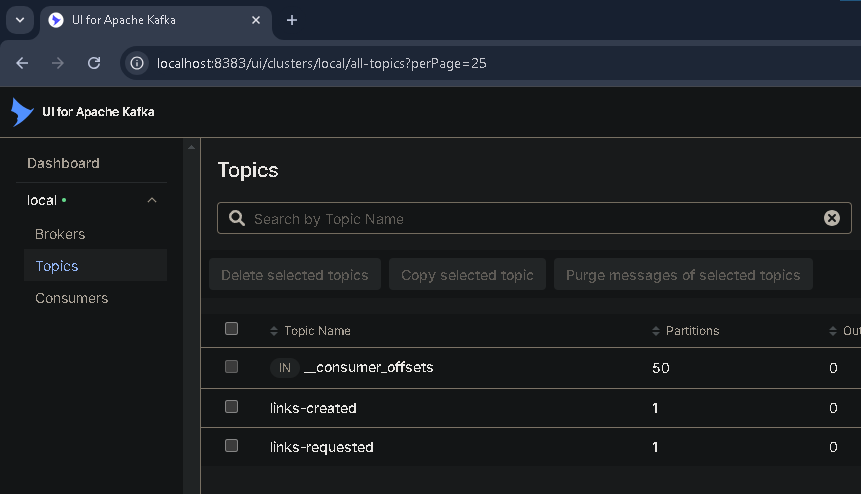 UI for Apache Kafka
localhost:8383/ui/clusters/local/all-topics?perPage=25
UI for Apache Kafka
Dashboard
local
Brokers
Topics
Consumers
Topics
Search by Topic Name
Delete selected topics Copy selected topic Purge messages of selected topics
Topic Name Partitions Out
IN __consumer_offsets 50 0
links-created 1 0
links-requested 1 0